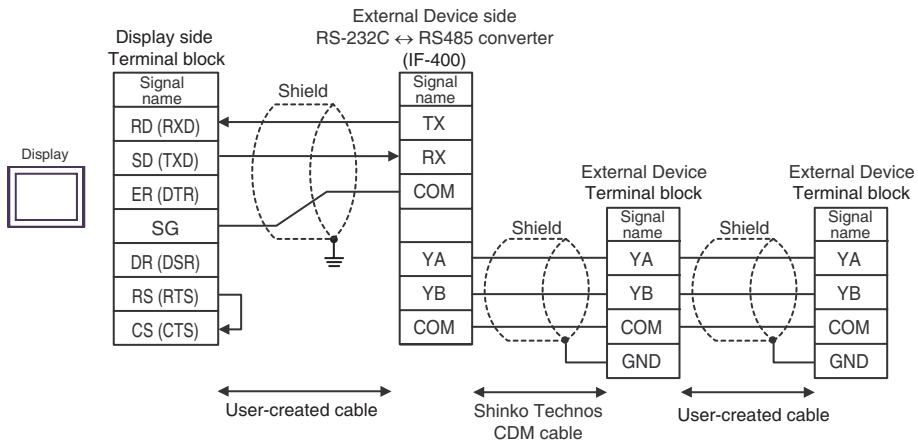 External Device side
RS-232C ↔ RS485 converter
(IF-400)
Display side
Terminal block
Signal
name
RD (RXD)
SD (TXD)
ER (DTR)
SG
DR (DSR)
RS (RTS)
CS (CTS)
Display
Shield
Signal
name
TX
RX
COM
YA
YB
COM
Shield
External Device
Terminal block
Signal
name
YA
YB
COM
GND
Shield
External Device
Terminal block
Signal
name
YA
YB
COM
GND
User-created cable
Shinko Technos
CDM cable
User-created cable